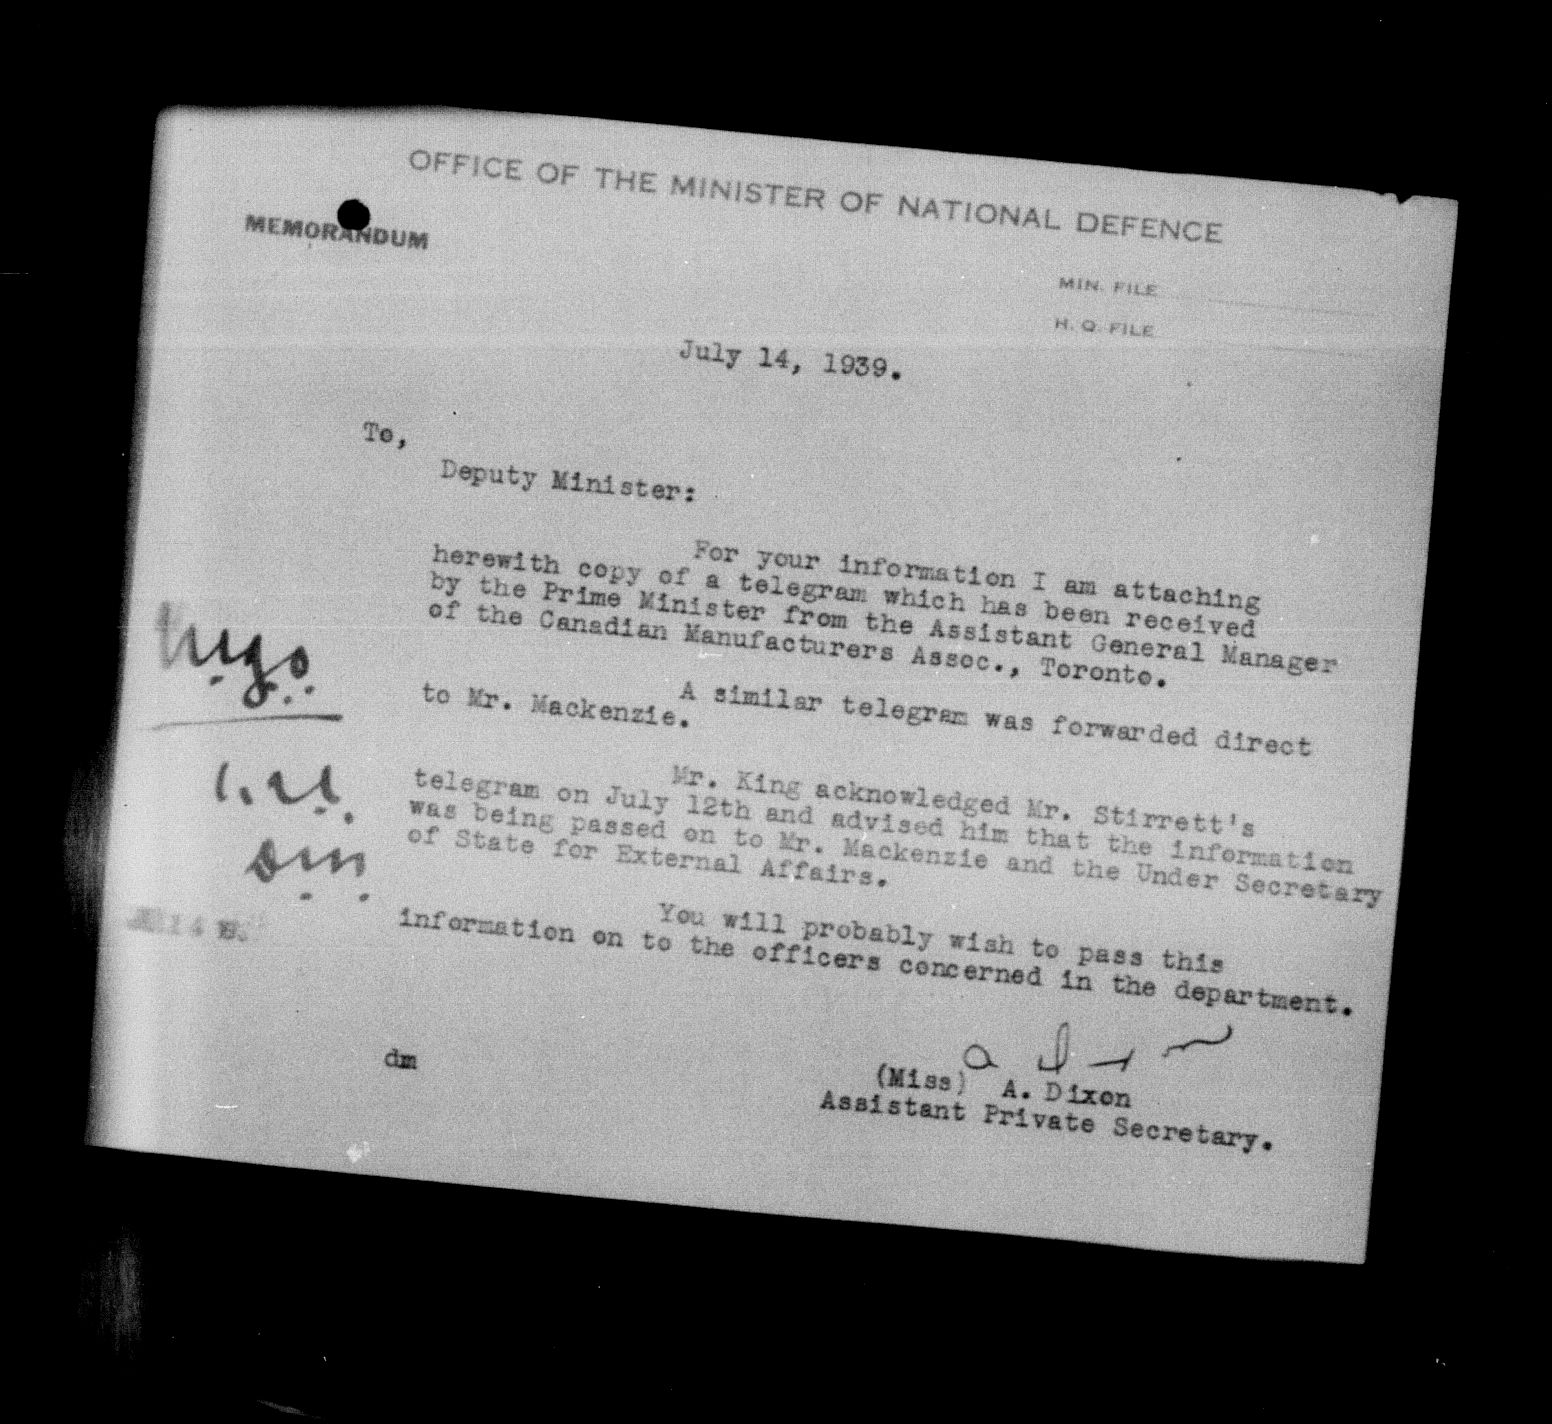 OFFICE OF THE MINISTER OF NATIONAL DEFENCE
MEMORANDUM
MIN. FILE
H. Q. FILE
July 14, 1939.
To,
Deputy Minister:
For your information I am attaching
herewith copy of a telegram which has been received
by the Prime Minister from the Assistant General Manager
of the Canadian Manufacturers Assoc., Toronto.
A similar telegram was forwarded direct
to Mr. Mackenzie.
Mr. King acknowledged Mr. Stirrett's
telegram on July 12th and advised him that the information
was being passed on to Mr. Mackenzie and the Under Secretary
of State for External Affairs.
You will probably wish to pass this
information on to the officers concerned in the department.
dm
(Miss) A. Dixon
Assistant Private Secretary.